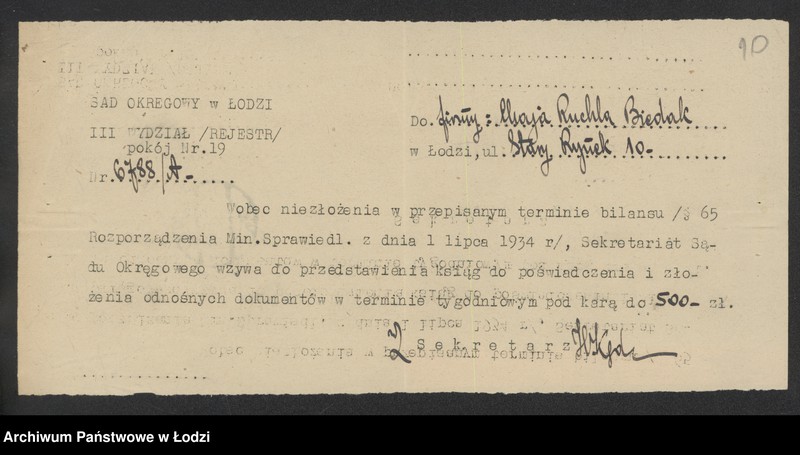 10
SĄD OKRĘGOWY w ŁODZI
III WYDZIAŁ /REJESTR/
pokój Nr.19
Nr. 6788/A-
Do firmy: Chaja Ruchla Biedak
w Łodzi, ul. Stary Rynek 10-
Wobec niezłożenia w przepisanym terminie bilansu /§ 65
Rozporządzenia Min.Sprawiedl. z dnia 1 lipca 1934 r/, Sekretariat Są-
du Okręgowego wzywa do przedstawienia ksiąg do poświadczenia i zło-
żenia odnośnych dokumentów w terminie tygodniowym pod karą do 500- zł.
Sekretarz
Archiwum Państwowe w Łodzi